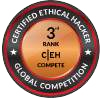 CERTIFIED ETHICAL HACKER
3rd
RANK
C|EH
COMPETE
GLOBAL COMPETITION